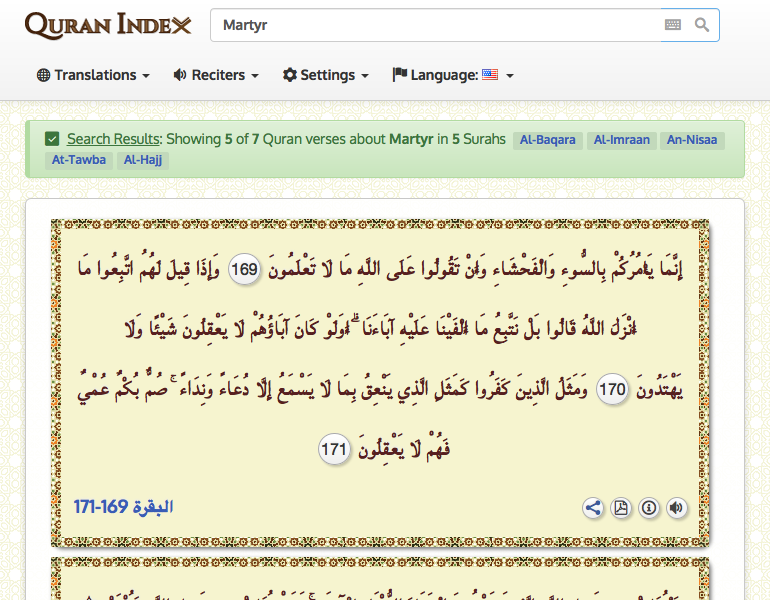 QURAN INDEX
Martyr
Translations
Reciters
Settings
Language:
Search Results: Showing 5 of 7 Quran verses about Martyr in 5 Surahs Al-Baqara Al-Imraan An-Nisaa
At-Tawba Al-Hajj
إِنَّمَا يَأْمُرُكُمْ بِالسُّوءِ وَالْفَحْشَاءِ وَأَنْ تَقُولُوا عَلَى اللَّهِ مَا لَا تَعْلَمُونَ 169 وَإِذَا قِيلَ لَهُمُ اتَّبِعُوا مَا
أَنْزَلَ اللَّهُ قَالُوا بَلْ نَتَّبِعُ مَا أَلْفَيْنَا عَلَيْهِ آبَاءَنَا ۗ أَوَلَوْ كَانَ آبَاؤُهُمْ لَا يَعْقِلُونَ شَيْئًا وَلَا
يَهْتَدُونَ 170 وَمَثَلُ الَّذِينَ كَفَرُوا كَمَثَلِ الَّذِي يَنْعِقُ بِمَا لَا يَسْمَعُ إِلَّا دُعَاءً وَنِدَاءً ۚ صُمٌّ بُكْمٌ عُمْيٌ
فَهُمْ لَا يَعْقِلُونَ 171
البقرة 169-171